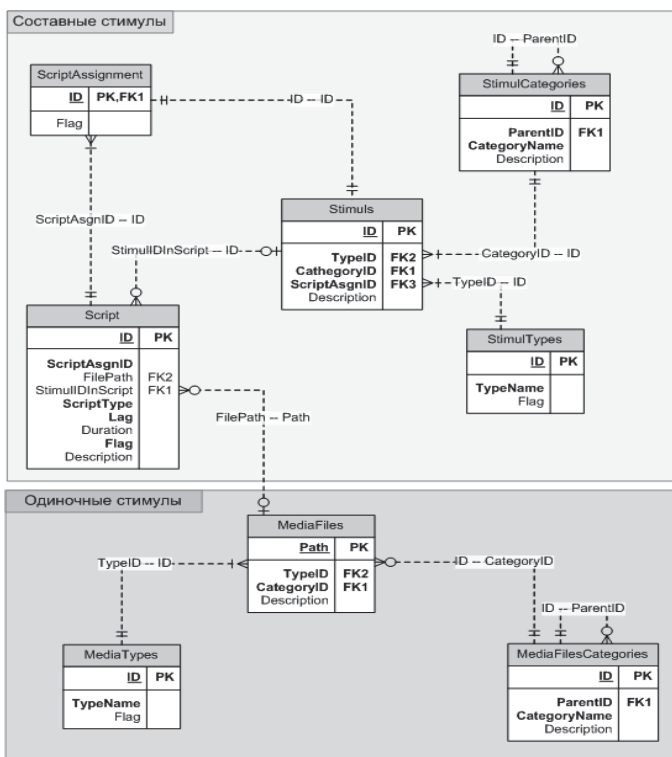 Составные стимулы
ID -- ParentID
ScriptAssignment
ID PK,FK1
Flag
ID -- ID
StimulCategories
ID PK
ParentID FK1
CategoryName
Description
ScriptAsgnID -- ID
StimulIDInScript -- ID
Stimuls
ID PK
TypeID FK2
CathegoryID FK1
ScriptAsgnID FK3
Description
CategoryID -- ID
TypeID -- ID
Script
ID PK
ScriptAsgnID
FilePath FK2
StimulIDInScript FK1
ScriptType
Lag
Duration
Flag
Description
StimulTypes
ID PK
TypeName
Flag
FilePath -- Path
Одиночные стимулы
MediaFiles
Path PK
TypeID FK2
CategoryID FK1
Description
TypeID -- ID
ID -- CategoryID
ID -- ParentID
MediaTypes
ID PK
TypeName
Flag
MediaFilesCategories
ID PK
ParentID FK1
CategoryName
Description